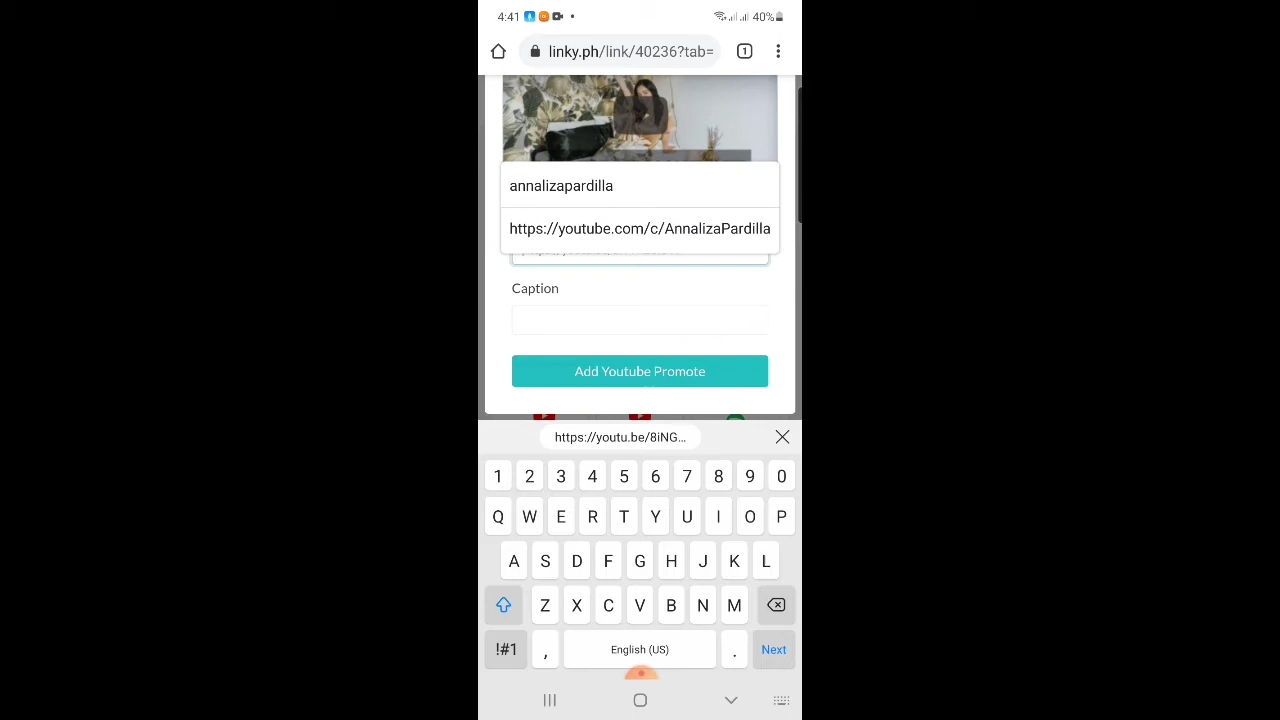 4:41
40%
linky.ph/link/40236?tab=
1
annalizapardilla
https://youtube.com/c/AnnalizaPardilla
Caption
Add Youtube Promote
https://youtu.be/8iNG...
1 2 3 4 5 6 7 8 9 0
Q W E R T Y U I O P
A S D F G H J K L
Z X C V B N M
!#1 , English (US) . Next